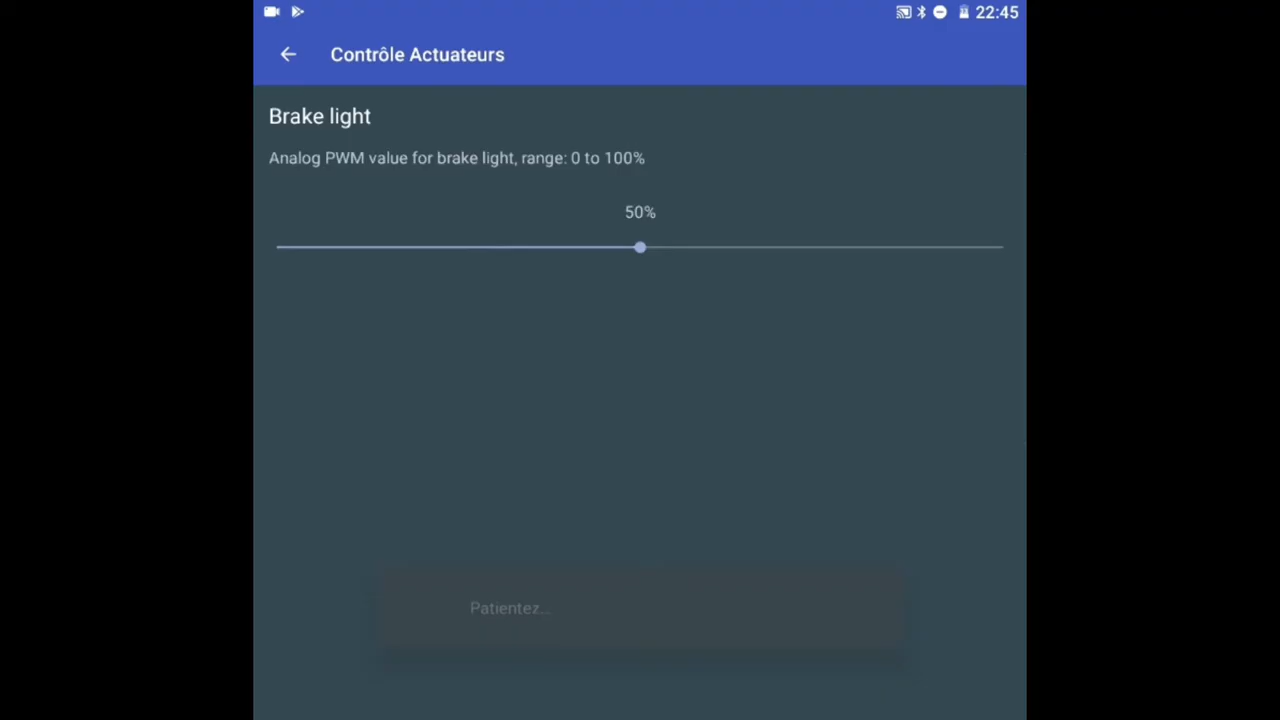 22:45
Contrôle Actuateurs
Brake light
Analog PWM value for brake light, range: 0 to 100%
50%
Patientez...